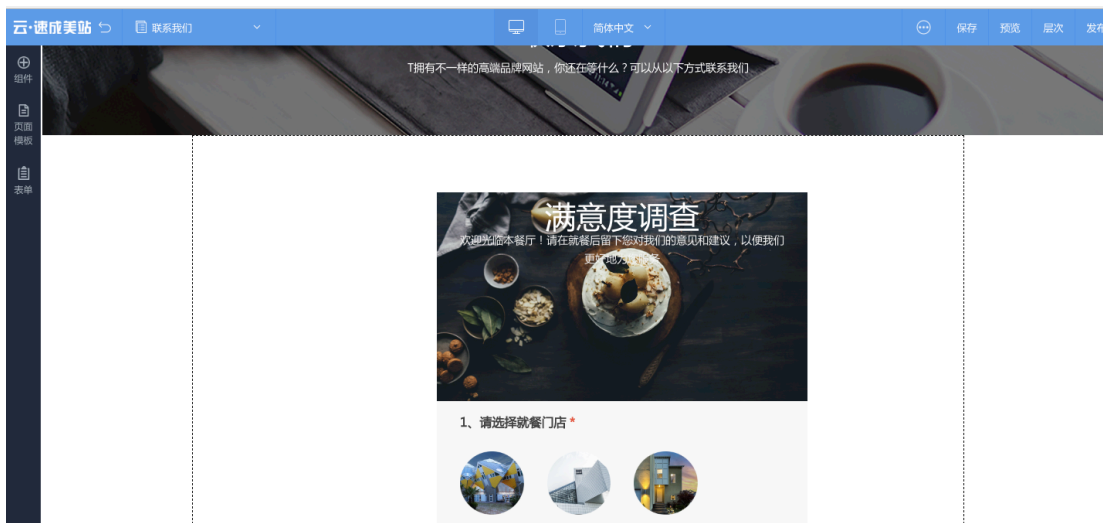 云·速成美站
联系我们
简体中文
保存
预览
层次
发布
组件
页面
模板
表单
T拥有不一样的高端品牌网站，你还在等什么？可以从以下方式联系我们
满意度调查
欢迎光临本餐厅！请在就餐后留下您对我们的意见和建议，以便我们
更好地为
1、请选择就餐门店 *